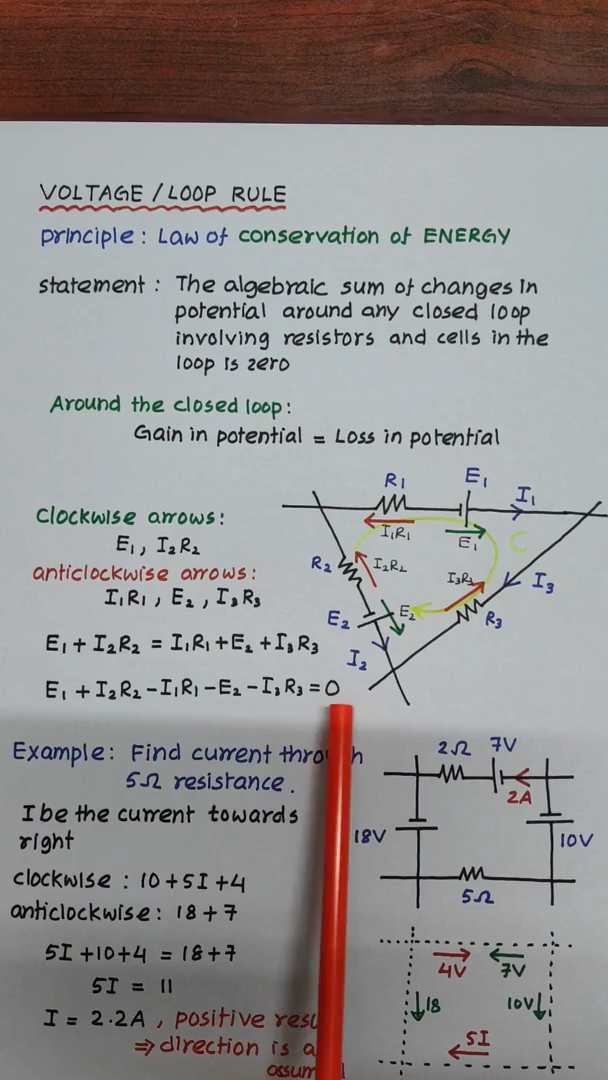 VOLTAGE / LOOP RULE
principle: Law of conservation of ENERGY
statement: The algebraic sum of changes in
potential around any closed loop
involving resistors and cells in the
loop is zero
Around the closed loop:
Gain in potential = Loss in potential
R1
E1
I1
I1R1
E1
C
clockwise arrows:
E1, I2R2
R2
I2R2
I3R3
I3
anticlockwise arrows:
I1R1, E2, I3R3
E2
E2
R3
E1 + I2R2 = I1R1 + E2 + I3R3
I2
E1 + I2R2 - I1R1 - E2 - I3R3 = 0
Example: Find current thro h
5Ω resistance.
2Ω
7V
2A
I be the current towards
right
18V
10V
clockwise: 10+5I+4
5Ω
anticlockwise: 18+7
5I +10+4 = 18+7
4V
7V
5I = 11
18
10V
I = 2.2A, positive
5I
⇒ direction is